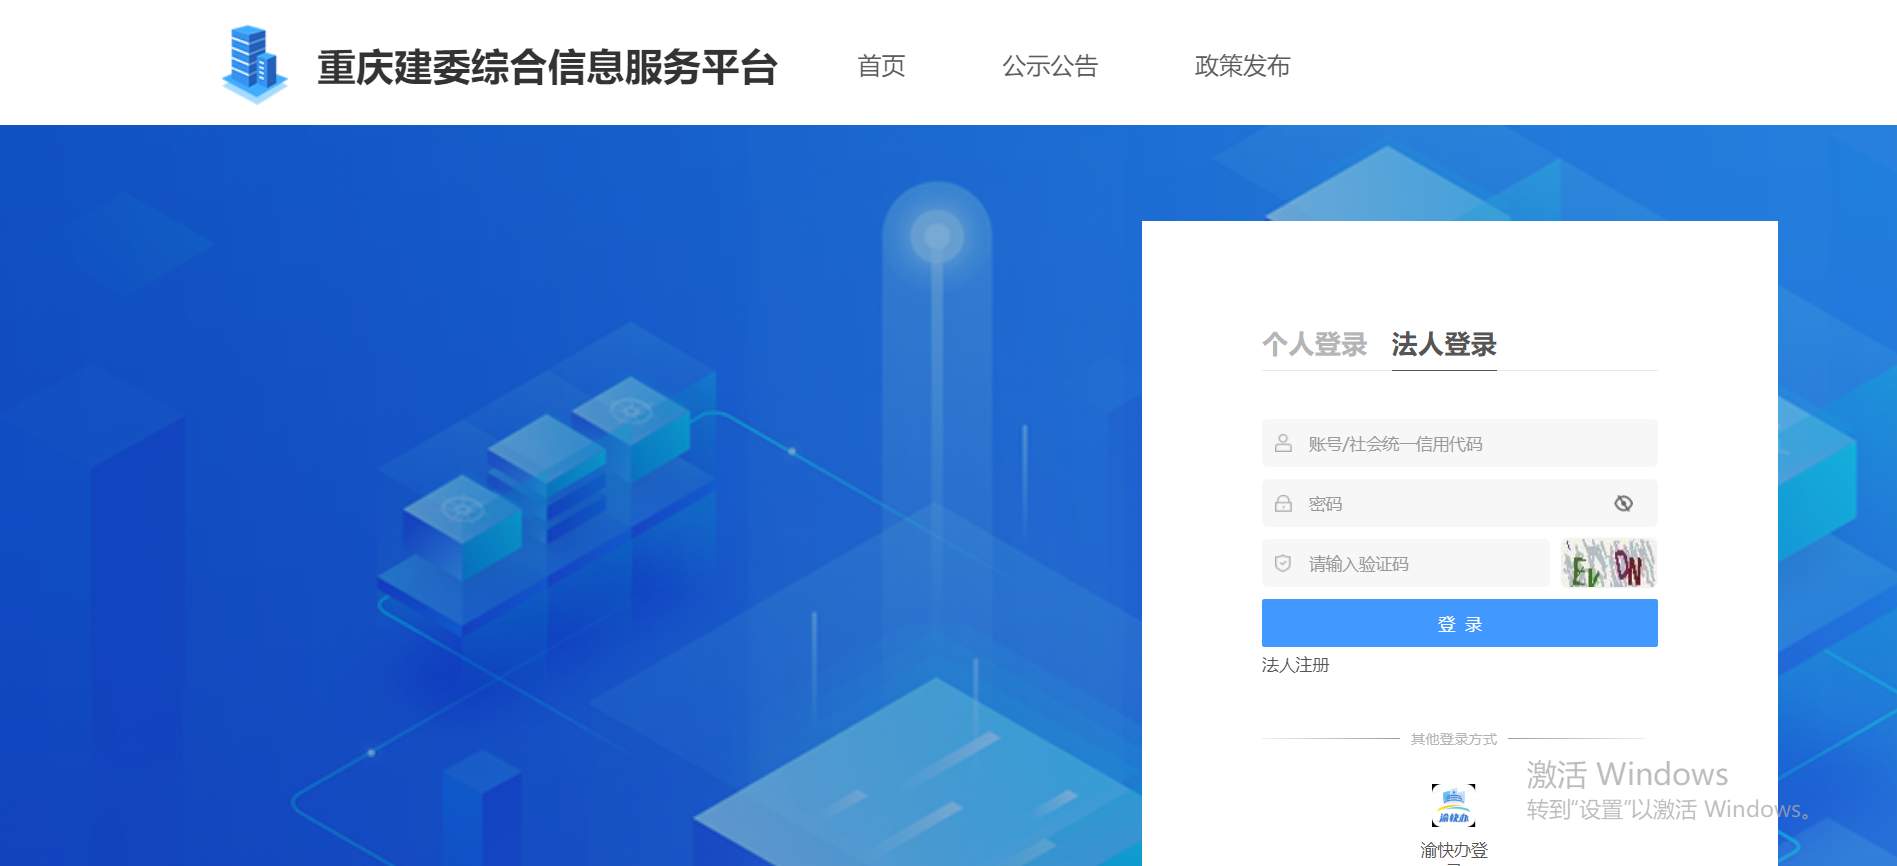 重庆建委综合信息服务平台 首页 公示公告 政策发布
个人登录 法人登录
账号/社会统一信用代码
密码
请输入验证码
登 录
法人注册
其他登录方式
激活 Windows
转到"设置"以激活 Windows。
渝快办
渝快办登